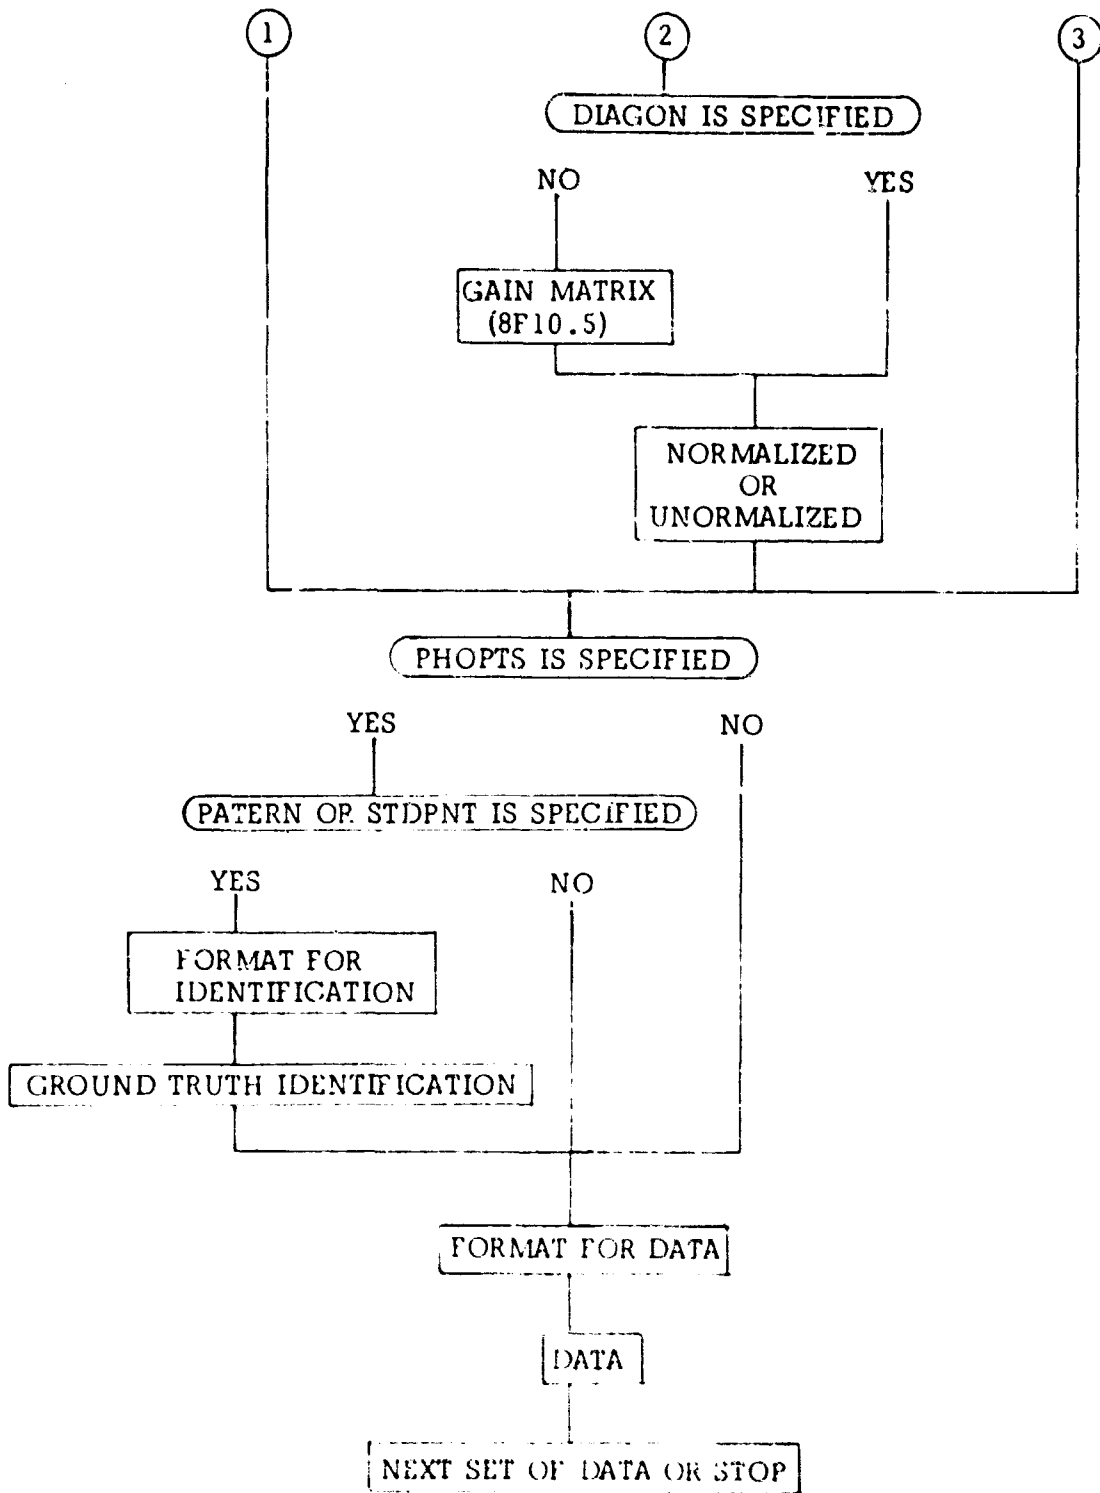 1 2 3
DIAGON IS SPECIFIED
NO YES
GAIN MATRIX
(8F10.5)
NORMALIZED
OR
UNORMALIZED
PHOPTS IS SPECIFIED
YES NO
PATERN OR STDPNT IS SPECIFIED
YES NO
FORMAT FOR
IDENTIFICATION
GROUND TRUTH IDENTIFICATION
FORMAT FOR DATA
DATA
NEXT SET OF DATA OR STOP